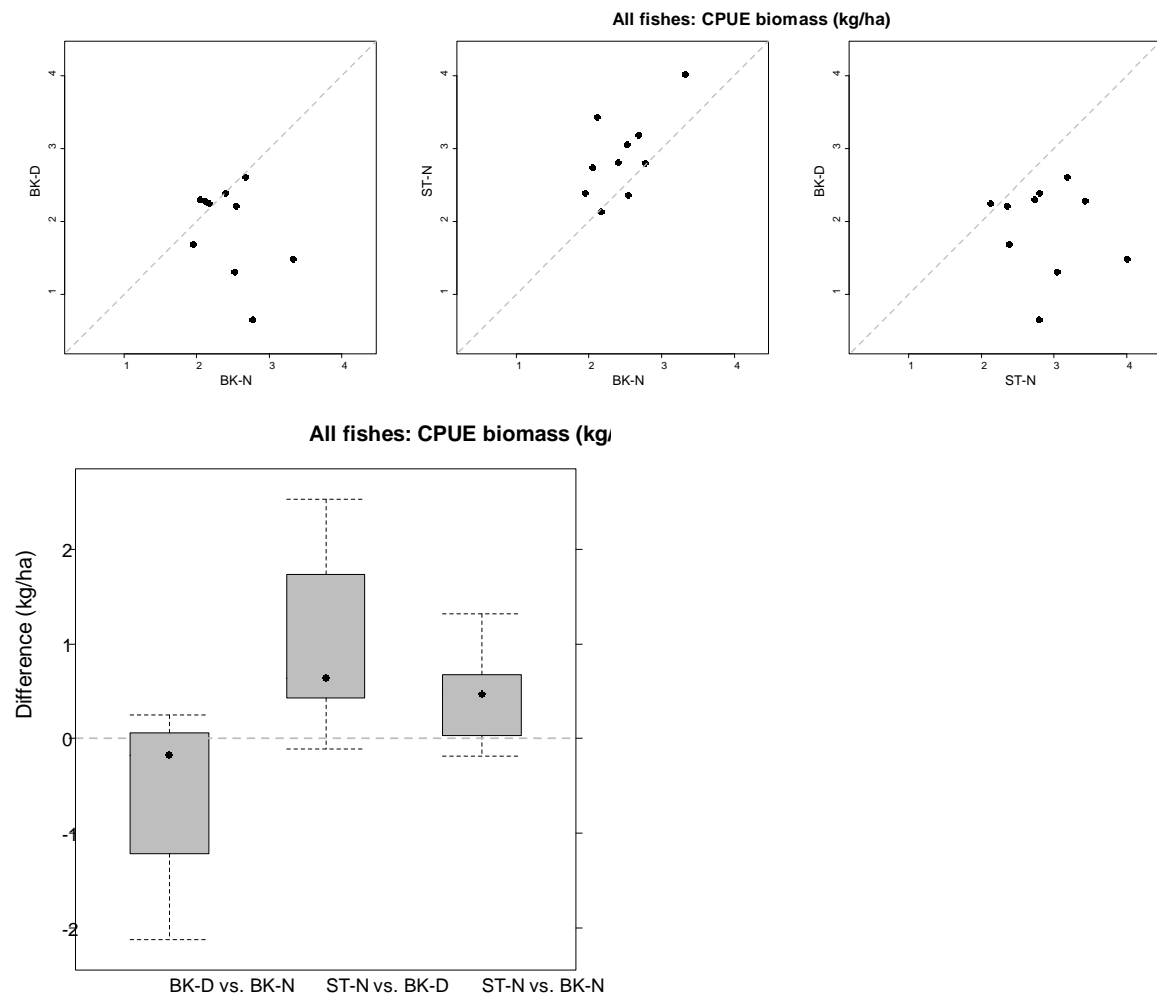 All fishes: CPUE biomass (kg/ha)
BK-D
4
3
2
1
1 2 3 4
BK-N
ST-N
4
3
2
1
1 2 3 4
BK-N
BK-D
4
3
2
1
1 2 3 4
ST-N
All fishes: CPUE biomass (kg/
Difference (kg/ha)
2
1
0
-1
-2
BK-D vs. BK-N ST-N vs. BK-D ST-N vs. BK-N